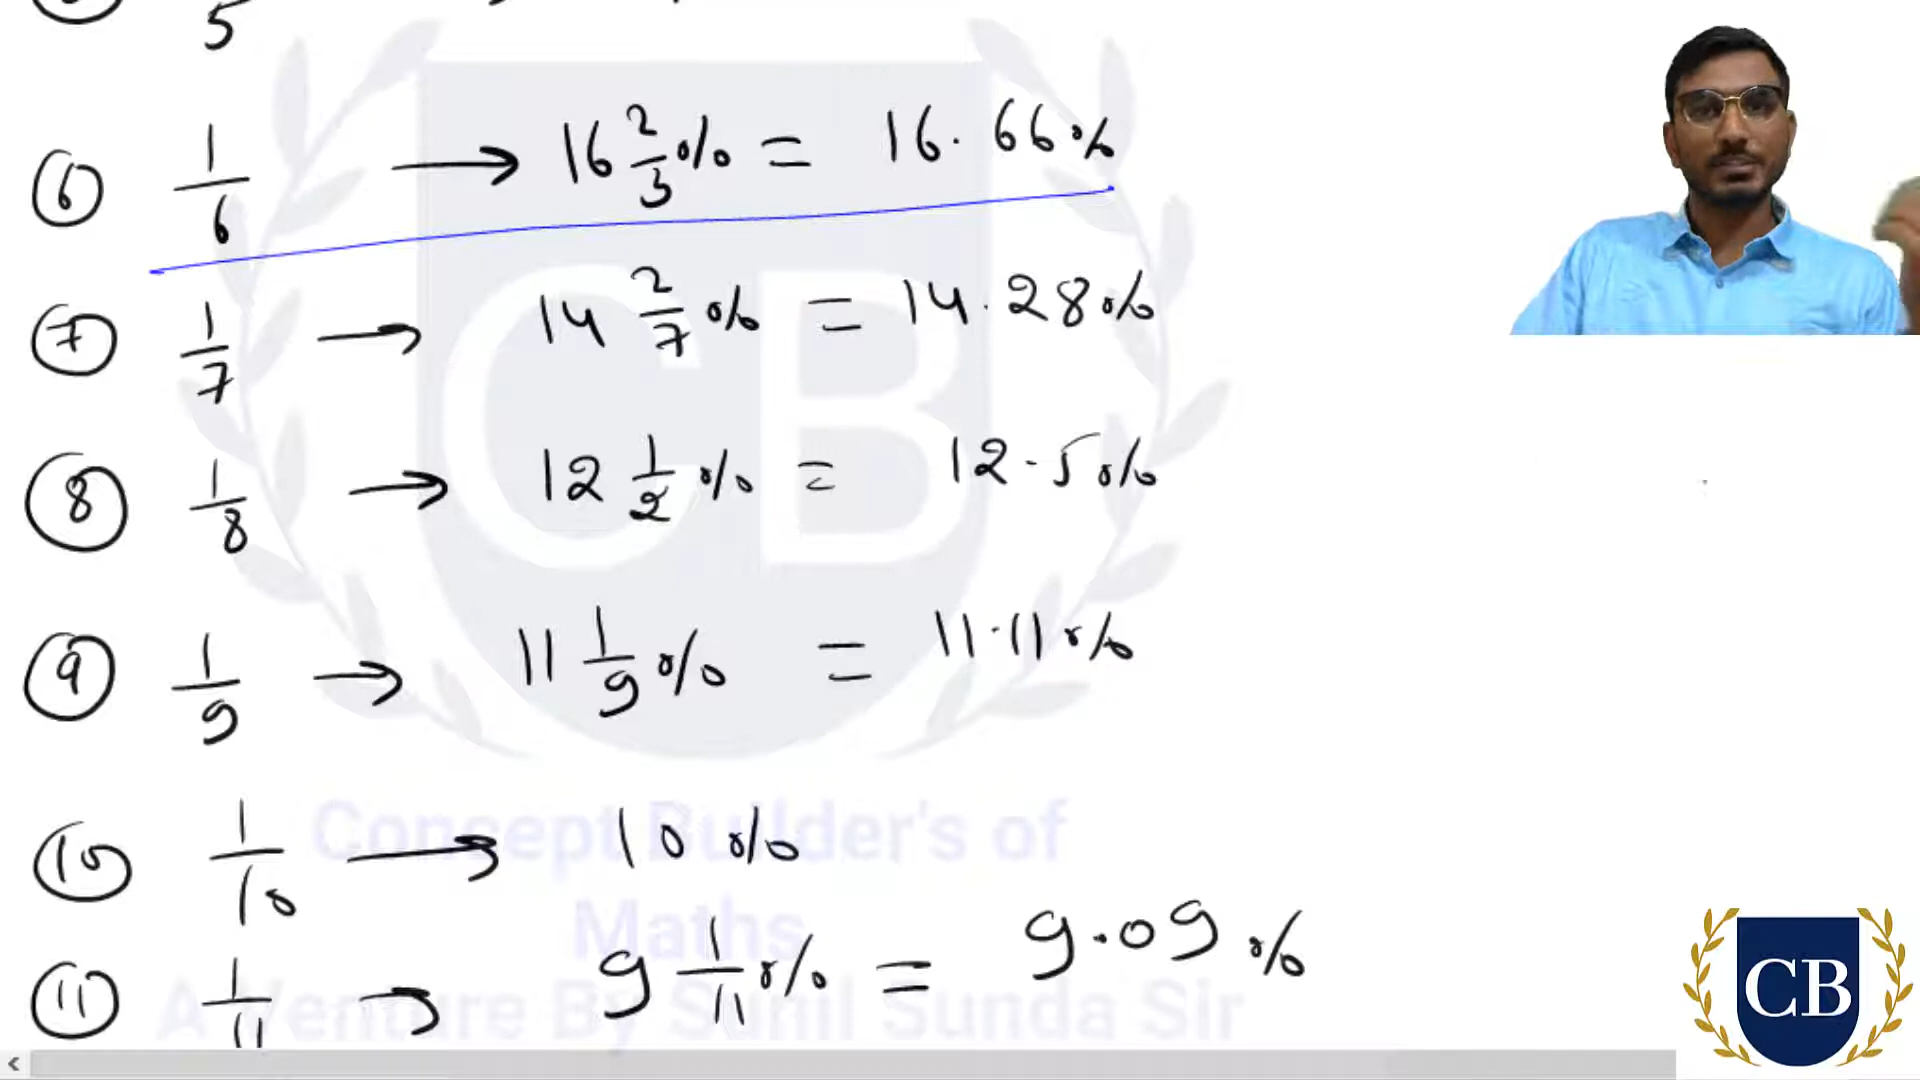 5
6 1/6 → 16 2/3% = 16.66%
7 1/7 → 14 2/7% = 14.28%
8 1/8 → 12 1/2% = 12.5%
9 1/9 → 11 1/9% = 11.11%
10 1/10 → 10%
11 1/11 → 9 1/11% = 9.09%
CB
Concept Builder's of
Maths
A Venture By Sunil Sunda Sir
CB